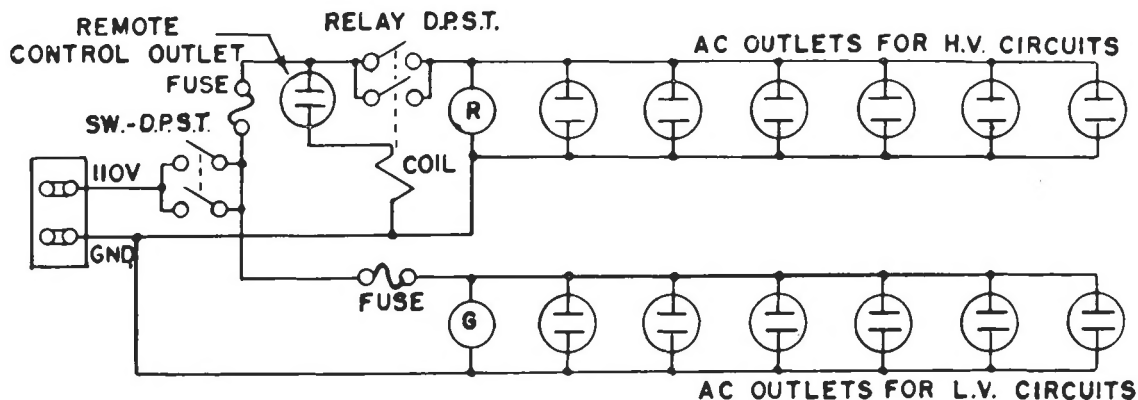 REMOTE
CONTROL OUTLET
RELAY D.P.S.T.
AC OUTLETS FOR H.V. CIRCUITS
FUSE
R
SW.-D.P.S.T.
COIL
110V
GND
FUSE
G
AC OUTLETS FOR L.V. CIRCUITS